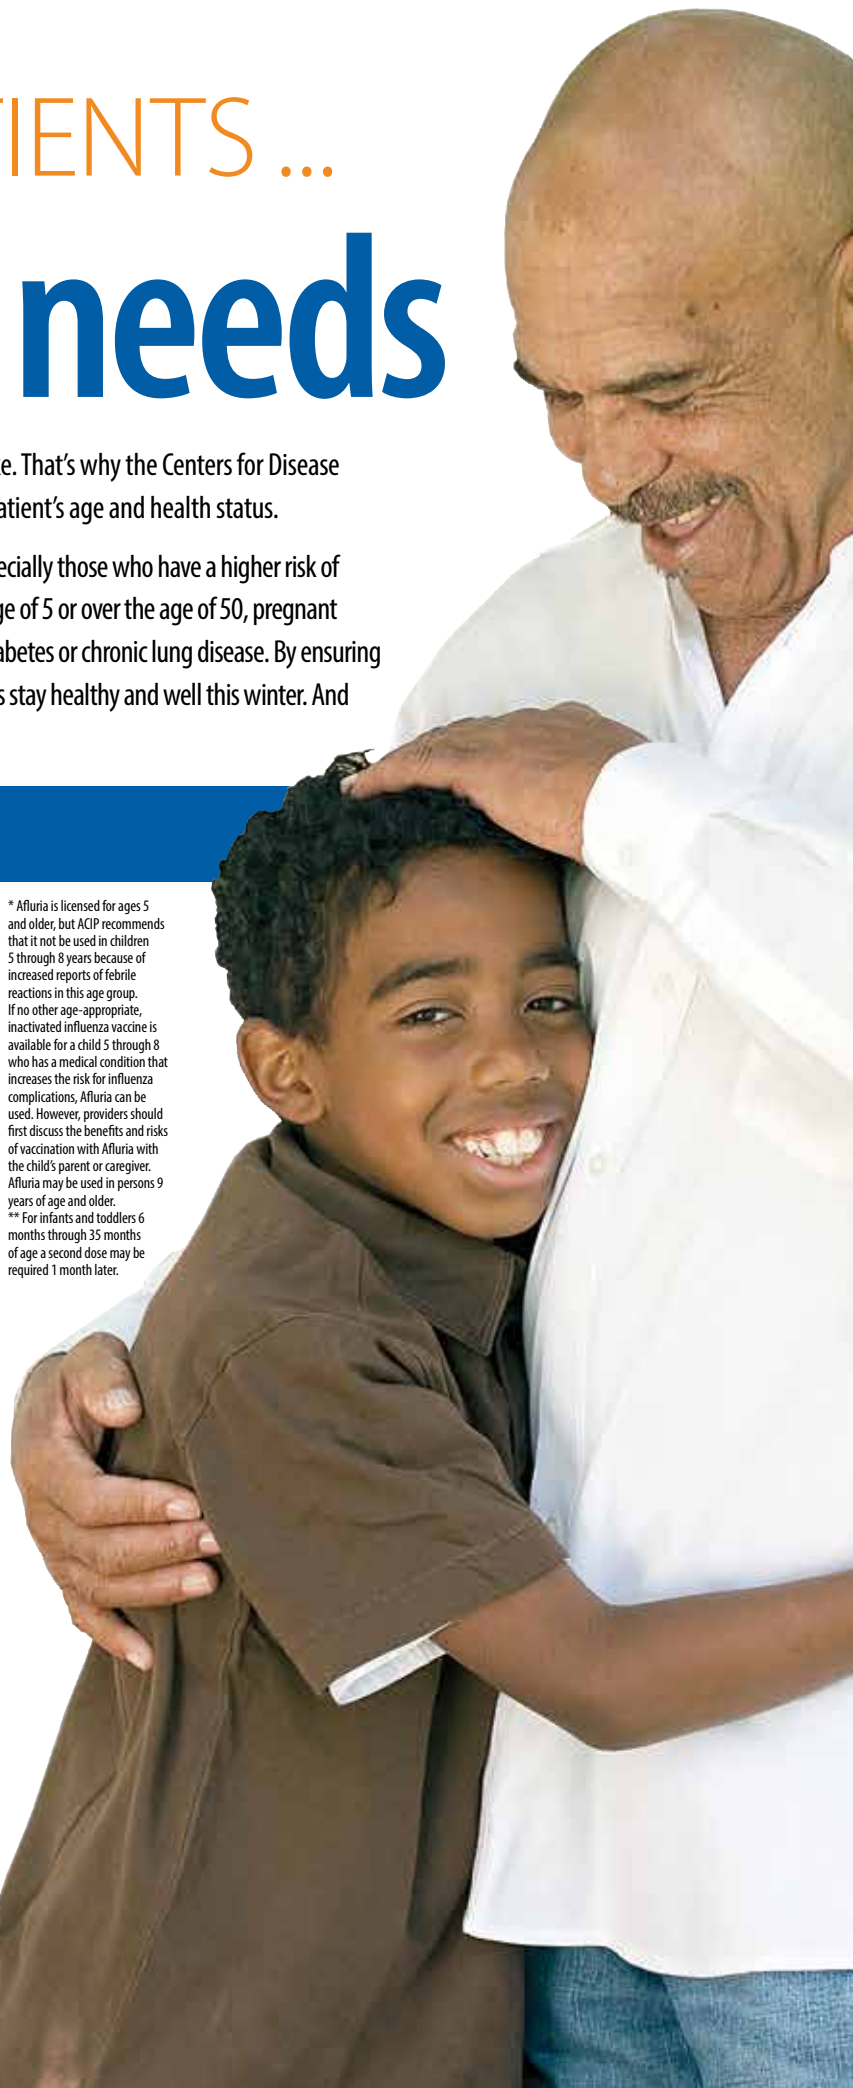 TIENTS ...
needs
e. That's why the Centers for Disease
atient's age and health status.
ecially those who have a higher risk of
ge of 5 or over the age of 50, pregnant
abetes or chronic lung disease. By ensuring
s stay healthy and well this winter. And
* Afluria is licensed for ages 5
and older, but ACIP recommends
that it not be used in children
5 through 8 years because of
increased reports of febrile
reactions in this age group.
If no other age-appropriate,
inactivated influenza vaccine is
available for a child 5 through 8
who has a medical condition that
increases the risk for influenza
complications, Afluria can be
used. However, providers should
first discuss the benefits and risks
of vaccination with Afluria with
the child's parent or caregiver.
Afluria may be used in persons 9
years of age and older.
** For infants and toddlers 6
months through 35 months
of age a second dose may be
required 1 month later.